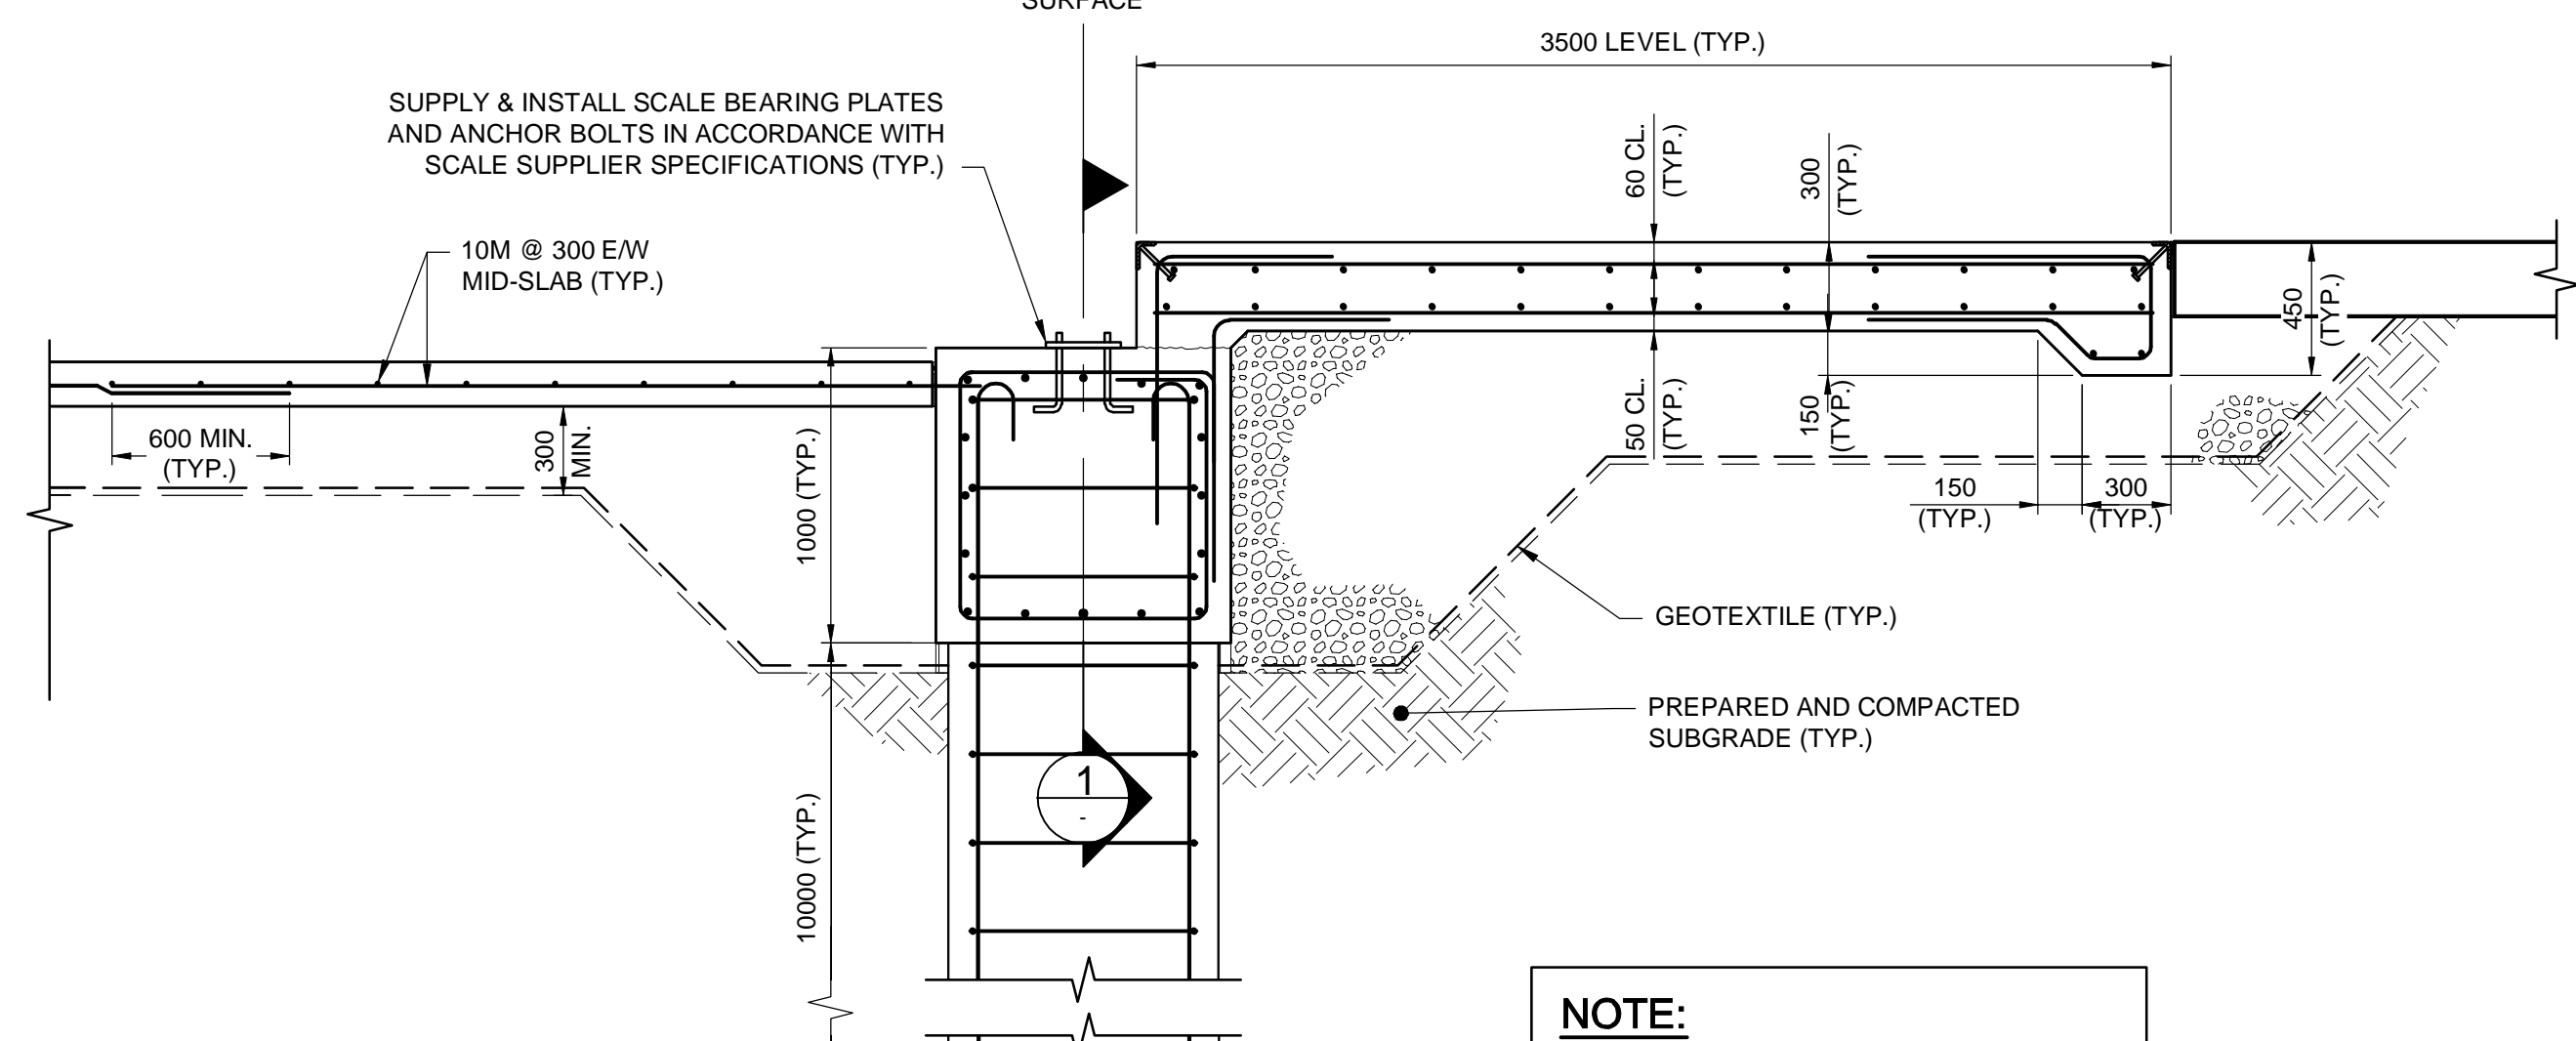 SURFACE
3500 LEVEL (TYP.)
SUPPLY & INSTALL SCALE BEARING PLATES
AND ANCHOR BOLTS IN ACCORDANCE WITH
SCALE SUPPLIER SPECIFICATIONS (TYP.)
60 CL.
(TYP.)
300
(TYP.)
10M @ 300 E/W
MID-SLAB (TYP.)
450
(TYP.)
600 MIN.
(TYP.)
300
MIN.
1000 (TYP.)
50 CL.
(TYP.)
150
(TYP.)
150
(TYP.)
300
(TYP.)
GEOTEXTILE (TYP.)
PREPARED AND COMPACTED
SUBGRADE (TYP.)
1
-
10000 (TYP.)
NOTE: